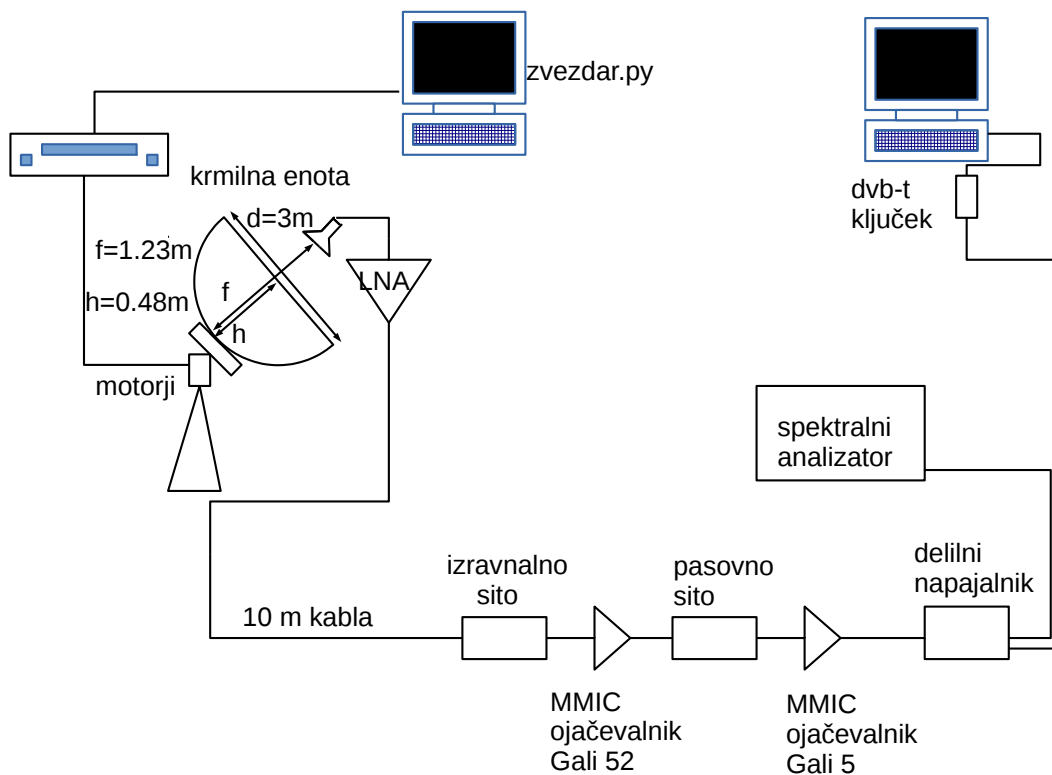 zvezdar.py
krmilna enota
dvb-t
ključek
d=3m
f=1.23m
LNA
f
h=0.48m
h
motorji
spektralni
analizator
delilni
napajalnik
izravnalno
sito
pasovno
sito
10 m kabla
MMIC
ojačevalnik
Gali 52
MMIC
ojačevalnik
Gali 5